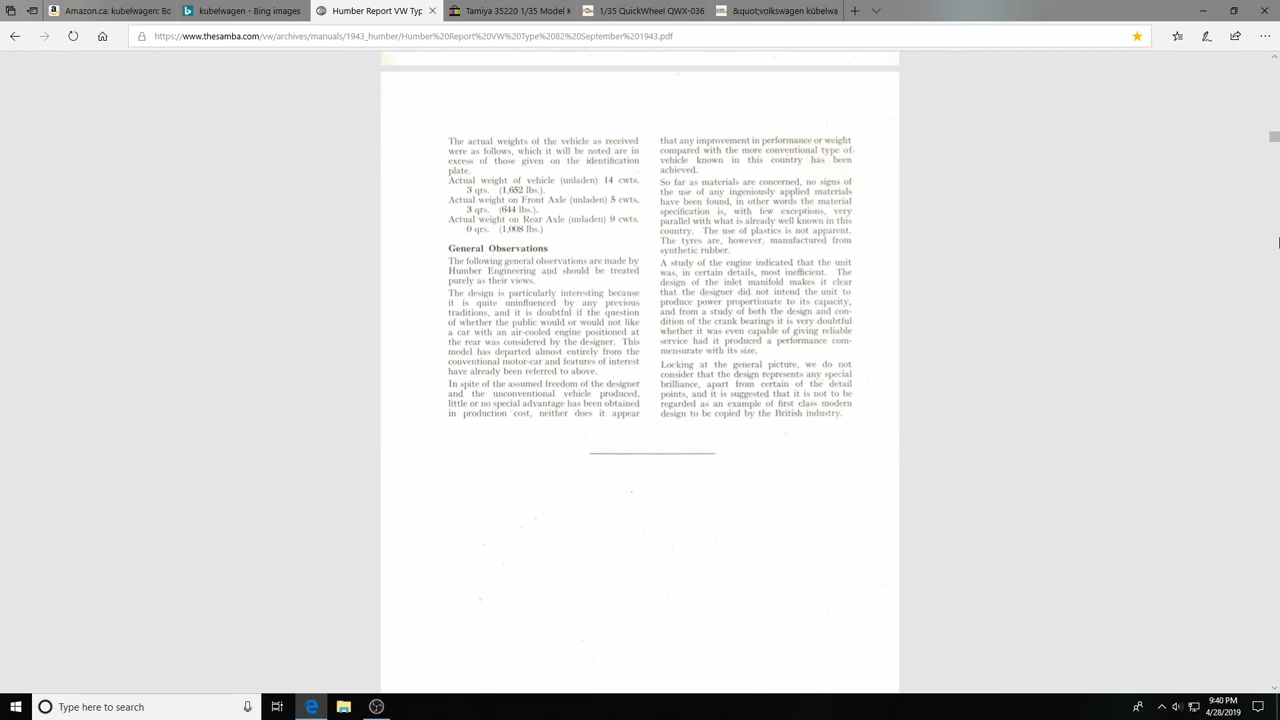 Amazon.ca: kubelwagen: Bo
kubelwagen - Bing images
Humber Report VW Typ
Tamiya 35220 1/35 Model K
1/35 QuickWheel QWX-036
&quot;volkswagen kübelwa
https://www.thesamba.com/vw/archives/manuals/1943_humber/Humber%20Report%20VW%20Type%2082%20September%201943.pdf
The actual weights of the vehicle as received
were as follows, which it will be noted are in
excess of those given on the identification
plate.
Actual weight of vehicle (unladen) 14 cwts.
3 qrs. (1,652 lbs.).
Actual weight on Front Axle (unladen) 5 cwts.
3 qrs. (644 lbs.).
Actual weight on Rear Axle (unladen) 9 cwts.
0 qrs. (1,008 lbs.)
General Observations
The following general observations are made by
Humber Engineering and should be treated
purely as their views.
The design is particularly interesting because
it is quite uninfluenced by any previous
traditions, and it is doubtful if the question
of whether the public would or would not like
a car with an air-cooled engine positioned at
the rear was considered by the designer. This
model has departed almost entirely from the
conventional motor-car and features of interest
have already been referred to above.
In spite of the assumed freedom of the designer
and the unconventional vehicle produced,
little or no special advantage has been obtained
in production cost, neither does it appear
that any improvement in performance or weight
compared with the more conventional type of
vehicle known in this country has been
achieved.
So far as materials are concerned, no signs of
the use of any ingeniously applied materials
have been found, in other words the material
specification is, with few exceptions, very
parallel with what is already well known in this
country. The use of plastics is not apparent.
The tyres are, however, manufactured from
synthetic rubber.
A study of the engine indicated that the unit
was, in certain details, most inefficient. The
design of the inlet manifold makes it clear
that the designer did not intend the unit to
produce power proportionate to its capacity,
and from a study of both the design and con-
dition of the crank bearings it is very doubtful
whether it was even capable of giving reliable
service had it produced a performance com-
mensurate with its size.
Locking at the general picture, we do not
consider that the design represents any special
brilliance, apart from certain of the detail
points, and it is suggested that it is not to be
regarded as an example of first class modern
design to be copied by the British industry.
Type here to search
9:40 PM
4/28/2019